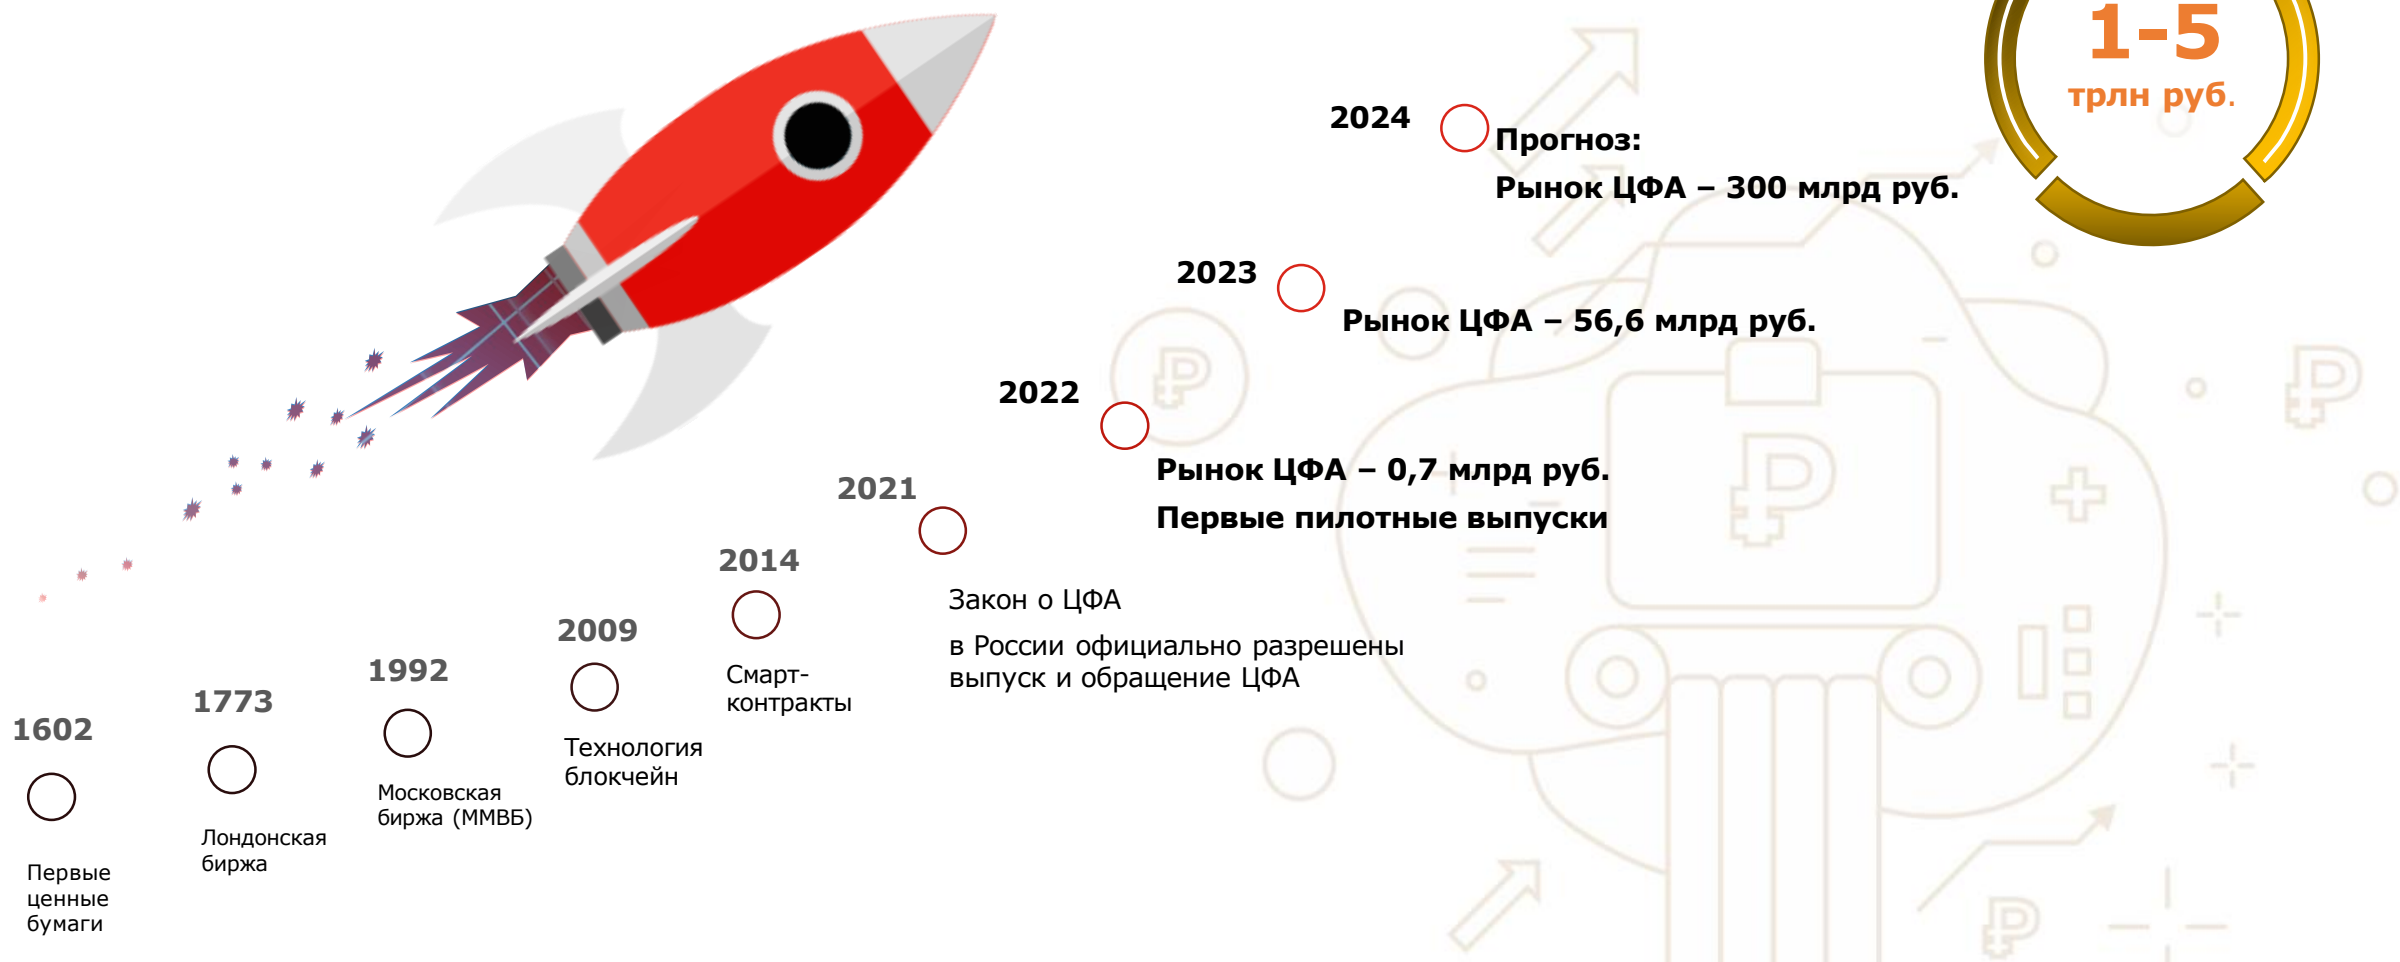 1602
Первые
ценные
бумаги
1773
Лондонская
биржа
1992
Московская
биржа (ММВБ)
2009
Технология
блокчейн
2014
Смарт-
контракты
2021
Закон о ЦФА
в России официально разрешены
выпуск и обращение ЦФА
2022
Рынок ЦФА – 0,7 млрд руб.
Первые пилотные выпуски
2023
Рынок ЦФА – 56,6 млрд руб.
2024
Прогноз:
Рынок ЦФА – 300 млрд руб.
1-5
трлн руб.